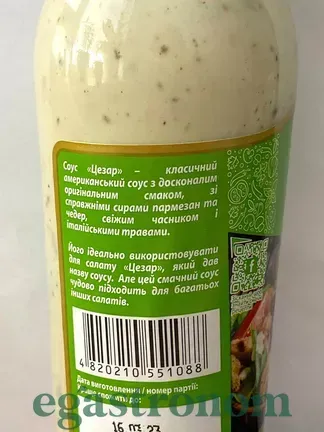 Соус «Цезар» – класичний
американський соус з досконалим
оригінальним смаком, зі
справжніми сирами пармезан та
чедер, свіжим часником і
італійськими травами.
Його ідеально використовувати
для салату «Цезар», який дав
назву соусу. Але цей смачний соус
чудово підходить для багатьох
інших салатів.
4 820210 551088
Дата виготовлення / номер партії:
спожити до:
16 03 23
egastronom